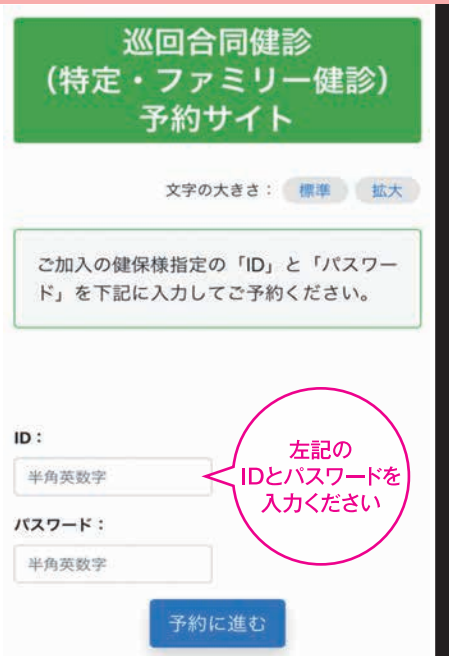 巡回合同健診
（特定・ファミリー健診）
予約サイト
文字の大きさ： 標準 拡大
ご加入の健保様指定の「ID」と「パスワー
ド」を下記に入力してご予約ください。
ID：
半角英数字
左記の
IDとパスワードを
入力ください
パスワード：
半角英数字
予約に進む